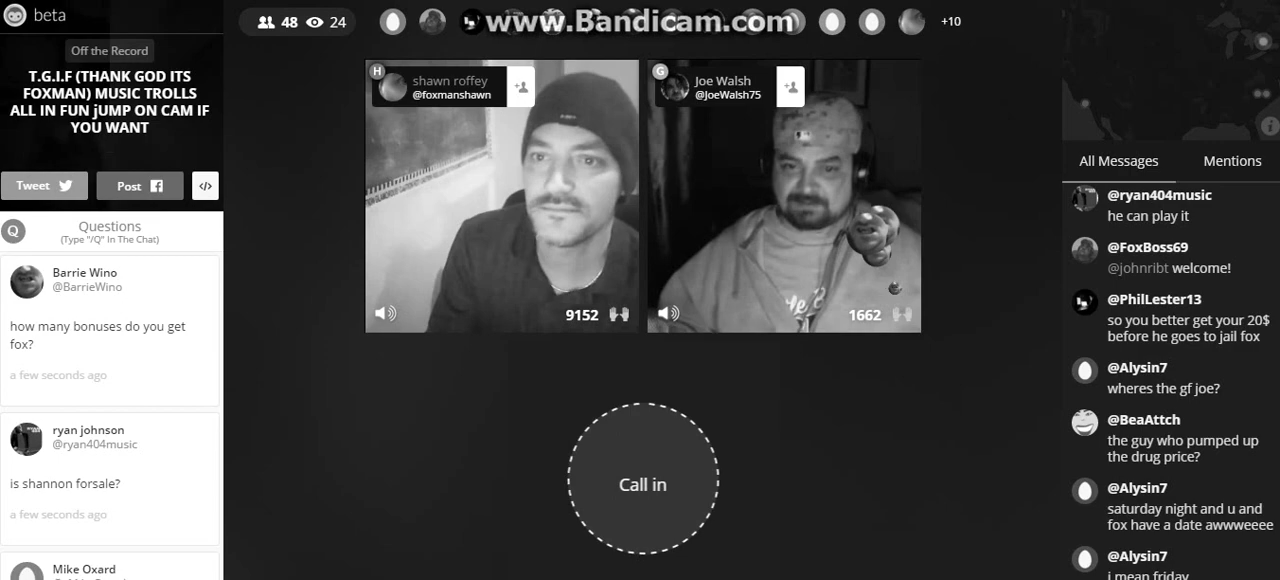 beta
48 24
www.Bandicam.com
+10
Off the Record
T.G.I.F (THANK GOD ITS
FOXMAN) MUSIC TROLLS
ALL IN FUN jUMP ON CAM IF
YOU WANT
Tweet
Post
</>
Q
Questions
(Type "/Q" In The Chat)
Barrie Wino
@BarrieWino
how many bonuses do you get
fox?
a few seconds ago
ryan johnson
@ryan404music
is shannon forsale?
a few seconds ago
Mike Oxard
H
shawn roffey
@foxmanshawn
9152
G
Joe Walsh
@JoeWalsh75
1662
Call in
All Messages
Mentions
@ryan404music
he can play it
@FoxBoss69
@johnribt welcome!
@PhilLester13
so you better get your 20$
before he goes to jail fox
@Alysin7
wheres the gf joe?
@BeaAttch
the guy who pumped up
the drug price?
@Alysin7
saturday night and u and
fox have a date awwweeee
@Alysin7
i mean friday